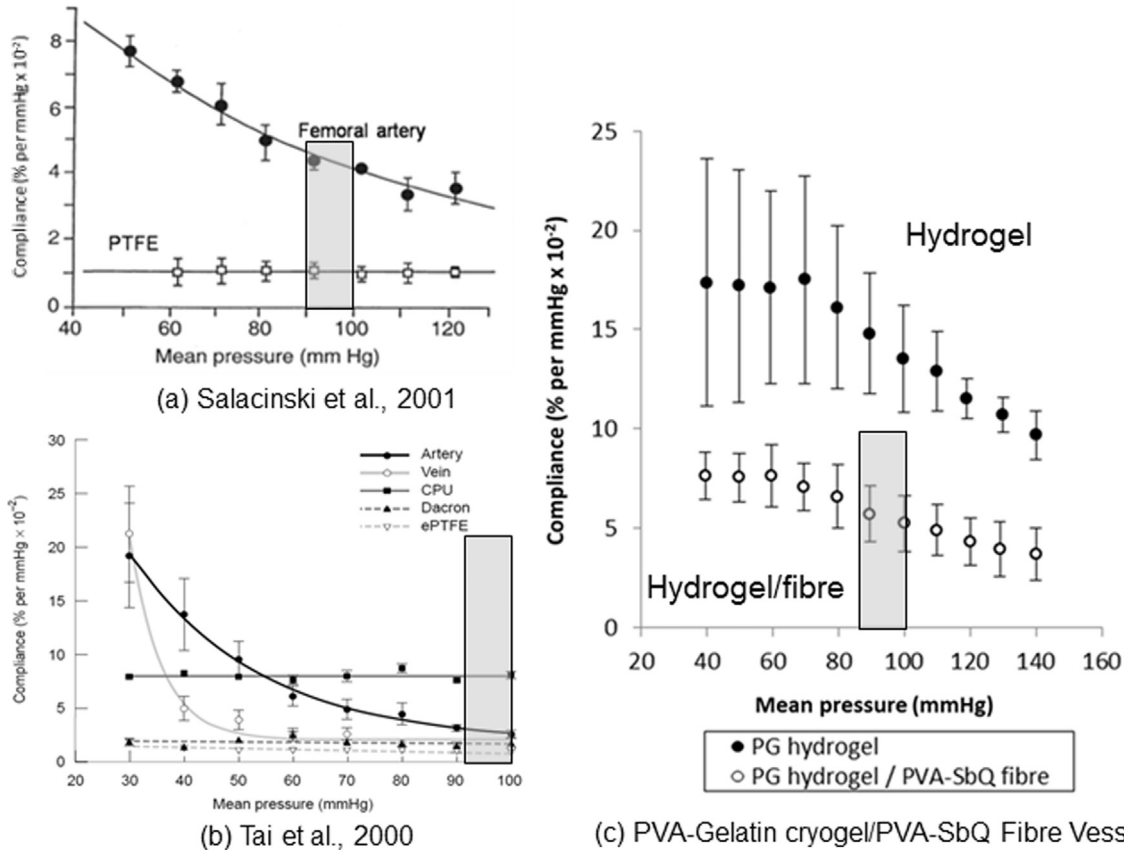 8
6
4
2
0
Compliance (% per mmHg x 10⁻²)
Femoral artery
PTFE
40 60 80 100 120
Mean pressure (mm Hg)
(a) Salacinski et al., 2001
30
25
20
15
10
5
0
Compliance (% per mmHg × 10⁻²)
Artery
Vein
CPU
Dacron
ePTFE
30 40 50 60 70 80 90 100
Mean pressure (mmHg)
(b) Tai et al., 2000
25
20
15
10
5
0
Compliance (% per mmHg x 10⁻²)
Hydrogel
Hydrogel/fibre
20 40 60 80 100 120 140 160
Mean pressure (mmHg)
PG hydrogel
PG hydrogel / PVA-SbQ fibre
(c) PVA-Gelatin cryogel/PVA-SbQ Fibre Vess